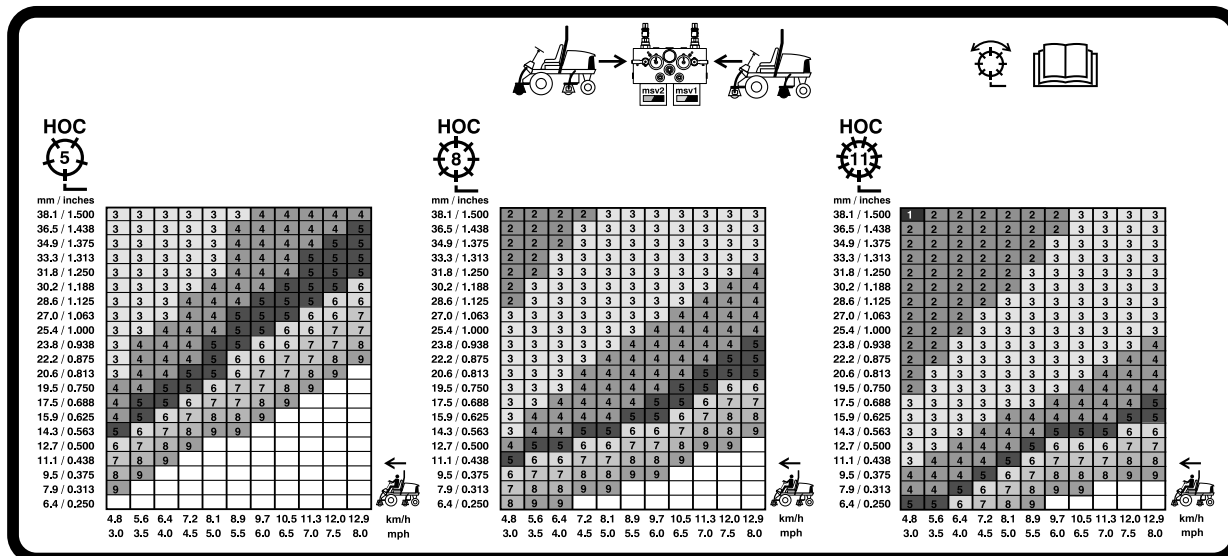 msv2 msv1
HOC
5
mm / inches
38.1 / 1.500 3 3 3 3 3 3 4 4 4 4 4
36.5 / 1.438 3 3 3 3 3 4 4 4 4 4 5
34.9 / 1.375 3 3 3 3 3 4 4 4 4 5 5
33.3 / 1.313 3 3 3 3 3 4 4 4 5 5 5
31.8 / 1.250 3 3 3 3 3 4 4 4 5 5 5
30.2 / 1.188 3 3 3 3 4 4 4 5 5 5 6
28.6 / 1.125 3 3 3 4 4 4 5 5 5 6 6
27.0 / 1.063 3 3 3 4 4 5 5 5 6 6 7
25.4 / 1.000 3 3 4 4 4 5 5 6 6 7 7
23.8 / 0.938 3 4 4 4 5 5 6 6 7 7 8
22.2 / 0.875 3 4 4 4 5 6 6 7 7 8 9
20.6 / 0.813 3 4 4 5 5 6 7 7 8 9
19.5 / 0.750 4 4 5 5 6 7 7 8 9
17.5 / 0.688 4 5 5 6 6 7 8 9
15.9 / 0.625 4 5 6 7 8 8 9
14.3 / 0.563 5 6 7 8 9 9
12.7 / 0.500 6 7 8 9
11.1 / 0.438 7 8 9
9.5 / 0.375 8 9
7.9 / 0.313 9
6.4 / 0.250
4.8 5.6 6.4 7.2 8.1 8.9 9.7 10.5 11.3 12.0 12.9 km/h
3.0 3.5 4.0 4.5 5.0 5.5 6.0 6.5 7.0 7.5 8.0 mph
HOC
8
mm / inches
38.1 / 1.500 2 2 2 2 3 3 3 3 3 3 3
36.5 / 1.438 2 2 2 3 3 3 3 3 3 3 3
34.9 / 1.375 2 2 2 3 3 3 3 3 3 3 3
33.3 / 1.313 2 2 3 3 3 3 3 3 3 3 3
31.8 / 1.250 2 2 3 3 3 3 3 3 3 3 4
30.2 / 1.188 2 3 3 3 3 3 3 3 3 4 4
28.6 / 1.125 2 3 3 3 3 3 3 3 4 4 4
27.0 / 1.063 3 3 3 3 3 3 3 3 4 4 4
25.4 / 1.000 3 3 3 3 3 3 4 4 4 4 4
23.8 / 0.938 3 3 3 3 3 4 4 4 4 4 5
22.2 / 0.875 3 3 3 3 4 4 4 4 4 5 5
20.6 / 0.813 3 3 3 4 4 4 4 4 5 5 5
19.5 / 0.750 3 3 3 4 4 4 4 5 5 6 6
17.5 / 0.688 3 3 4 4 4 4 5 5 6 7 7
15.9 / 0.625 3 4 4 4 4 5 5 6 7 8 8
14.3 / 0.563 3 4 4 5 5 6 6 7 8 8 9
12.7 / 0.500 4 5 5 6 6 7 8 8 9 9
11.1 / 0.438 5 6 6 7 7 8 8 9
9.5 / 0.375 6 7 7 8 8 9 9
7.9 / 0.313 7 8 8 9 9
6.4 / 0.250 8 9 9
4.8 5.6 6.4 7.2 8.1 8.9 9.7 10.5 11.3 12.0 12.9 km/h
3.0 3.5 4.0 4.5 5.0 5.5 6.0 6.5 7.0 7.5 8.0 mph
HOC
11
mm / inches
38.1 / 1.500 1 2 2 2 2 2 2 3 3 3 3
36.5 / 1.438 2 2 2 2 2 2 2 3 3 3 3
34.9 / 1.375 2 2 2 2 2 2 3 3 3 3 3
33.3 / 1.313 2 2 2 2 2 2 3 3 3 3 3
31.8 / 1.250 2 2 2 2 2 3 3 3 3 3 3
30.2 / 1.188 2 2 2 2 2 3 3 3 3 3 3
28.6 / 1.125 2 2 2 2 3 3 3 3 3 3 3
27.0 / 1.063 2 2 2 3 3 3 3 3 3 3 3
25.4 / 1.000 2 2 2 3 3 3 3 3 3 3 3
23.8 / 0.938 2 2 3 3 3 3 3 3 3 3 4
22.2 / 0.875 2 2 3 3 3 3 3 3 3 4 4
20.6 / 0.813 2 3 3 3 3 3 3 3 4 4 4
19.5 / 0.750 2 3 3 3 3 3 3 4 4 4 4
17.5 / 0.688 3 3 3 3 3 3 4 4 4 4 5
15.9 / 0.625 3 3 3 3 4 4 4 4 4 5 5
14.3 / 0.563 3 3 3 4 4 4 5 5 5 6 6
12.7 / 0.500 3 3 4 4 4 5 6 6 6 7 7
11.1 / 0.438 3 4 4 4 5 6 6 7 7 8 8
9.5 / 0.375 4 4 4 5 6 6 7 8 8 9 9
7.9 / 0.313 4 4 5 6 7 8 9 9
6.4 / 0.250 5 5 6 7 8 9
4.8 5.6 6.4 7.2 8.1 8.9 9.7 10.5 11.3 12.0 12.9 km/h
3.0 3.5 4.0 4.5 5.0 5.5 6.0 6.5 7.0 7.5 8.0 mph